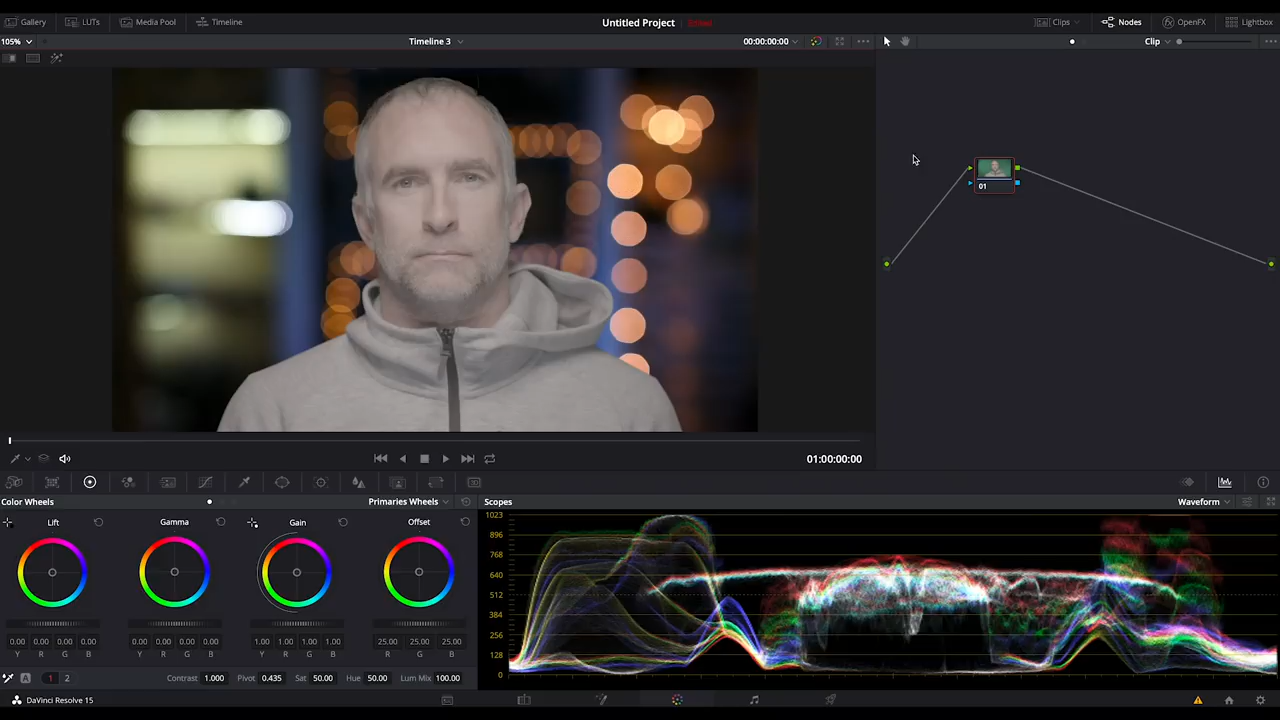 Gallery LUTs Media Pool Timeline Untitled Project Clips Nodes OpenFX Lightbox
105% Timeline 3 00:00:00:00 Clip
01
01:00:00:00
Color Wheels Primaries Wheels Scopes Waveform
Lift Gamma Gain Offset
1023
896
768
640
512
384
256
128
0
0.00 0.00 0.00 0.00 0.00 0.00 0.00 0.00 1.00 1.00 1.00 1.00 25.00 25.00 25.00
Y R G B Y R G B Y R G B R G B
A 1 2 Contrast 1.000 Pivot 0.435 Sat 50.00 Hue 50.00 Lum Mix 100.00
DaVinci Resolve 15